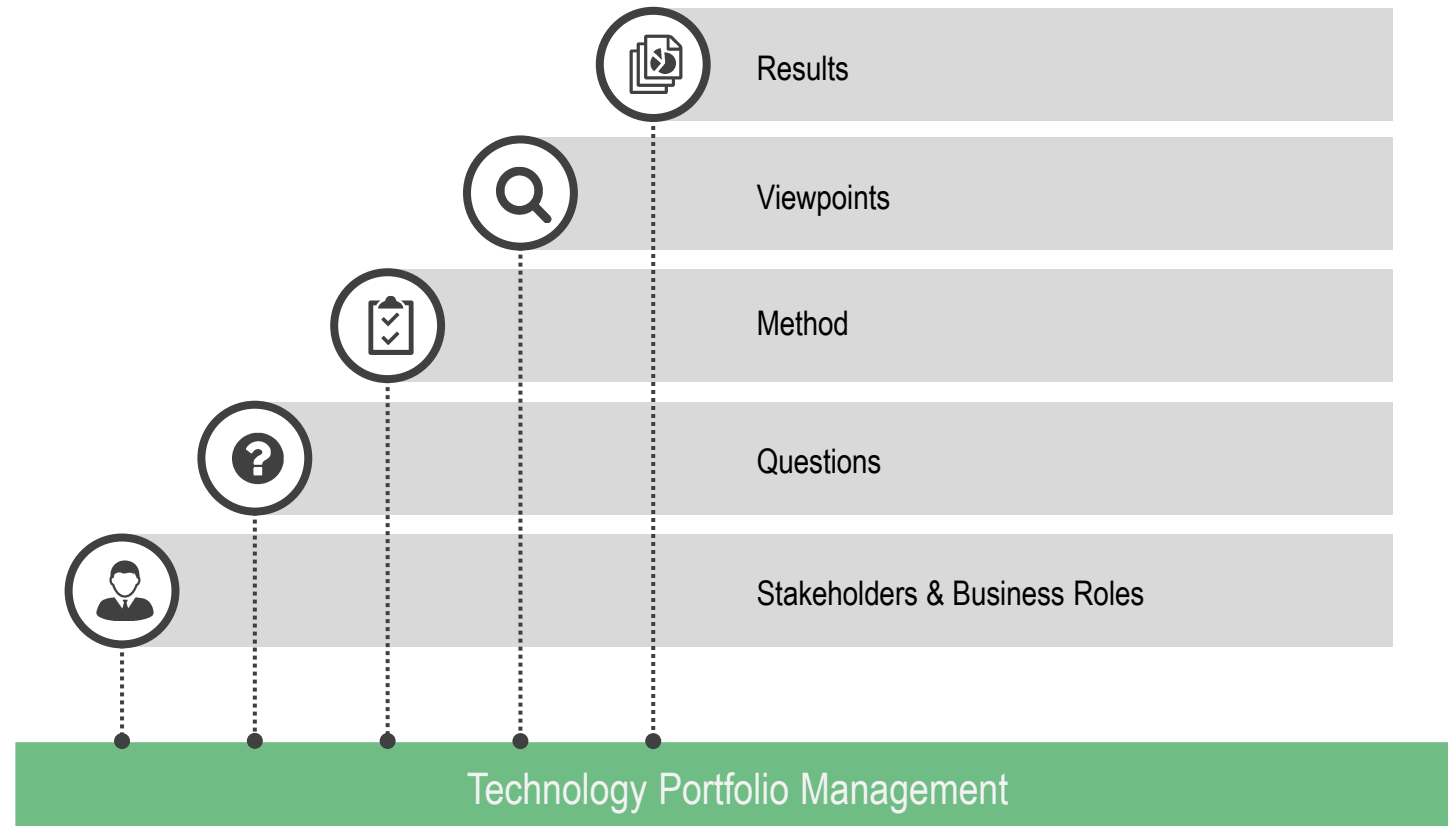 Results
Viewpoints
Method
Questions
Stakeholders & Business Roles
Technology Portfolio Management